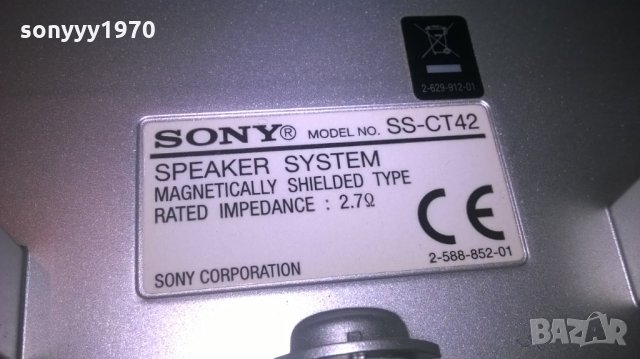 sonyyy1970
2-629-912-01
SONY® MODEL NO. SS-CT42
SPEAKER SYSTEM
MAGNETICALLY SHIELDED TYPE
RATED IMPEDANCE : 2.7Ω
CE
2-588-852-01
SONY CORPORATION
BAZAR